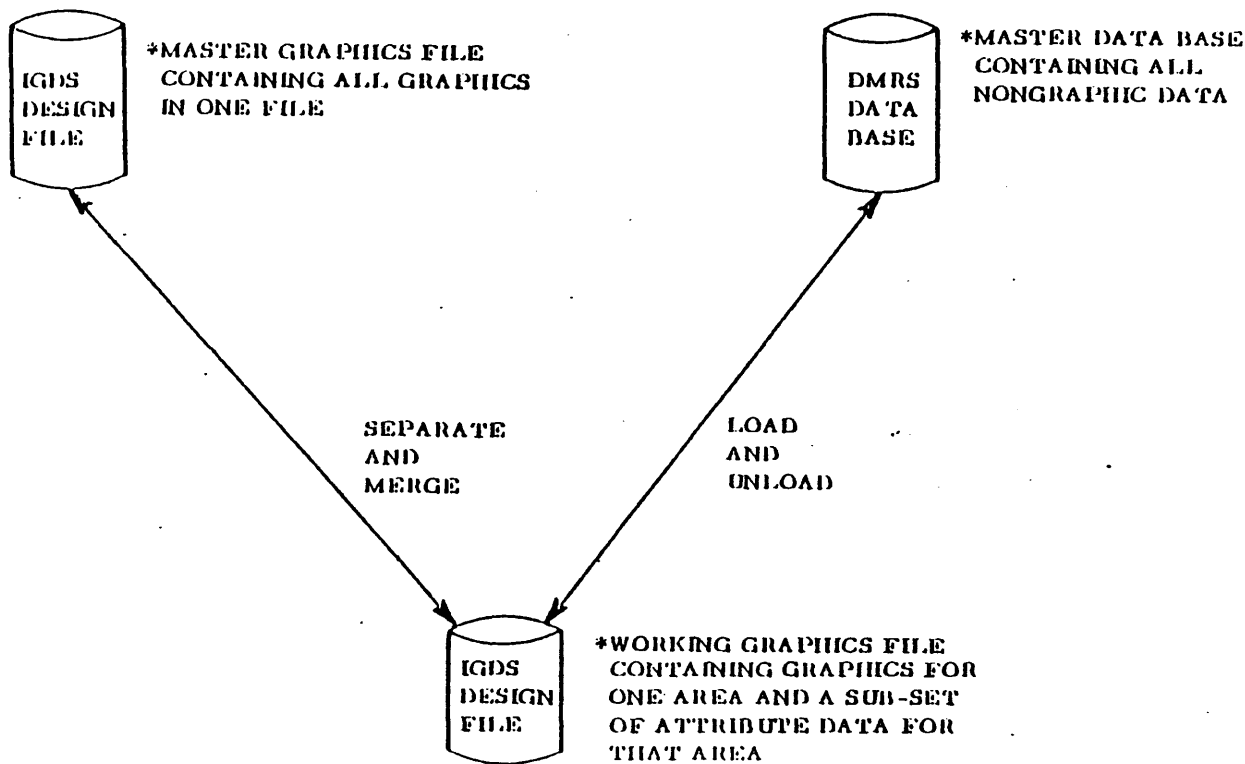 IGDS
DESIGN
FILE
*MASTER GRAPHICS FILE
CONTAINING ALL GRAPHICS
IN ONE FILE
DMRS
DATA
BASE
*MASTER DATA BASE
CONTAINING ALL
NONGRAPHIC DATA
SEPARATE
AND
MERGE
LOAD
AND
UNLOAD
IGDS
DESIGN
FILE
*WORKING GRAPHICS FILE
CONTAINING GRAPHICS FOR
ONE AREA AND A SUB-SET
OF ATTRIBUTE DATA FOR
THAT AREA